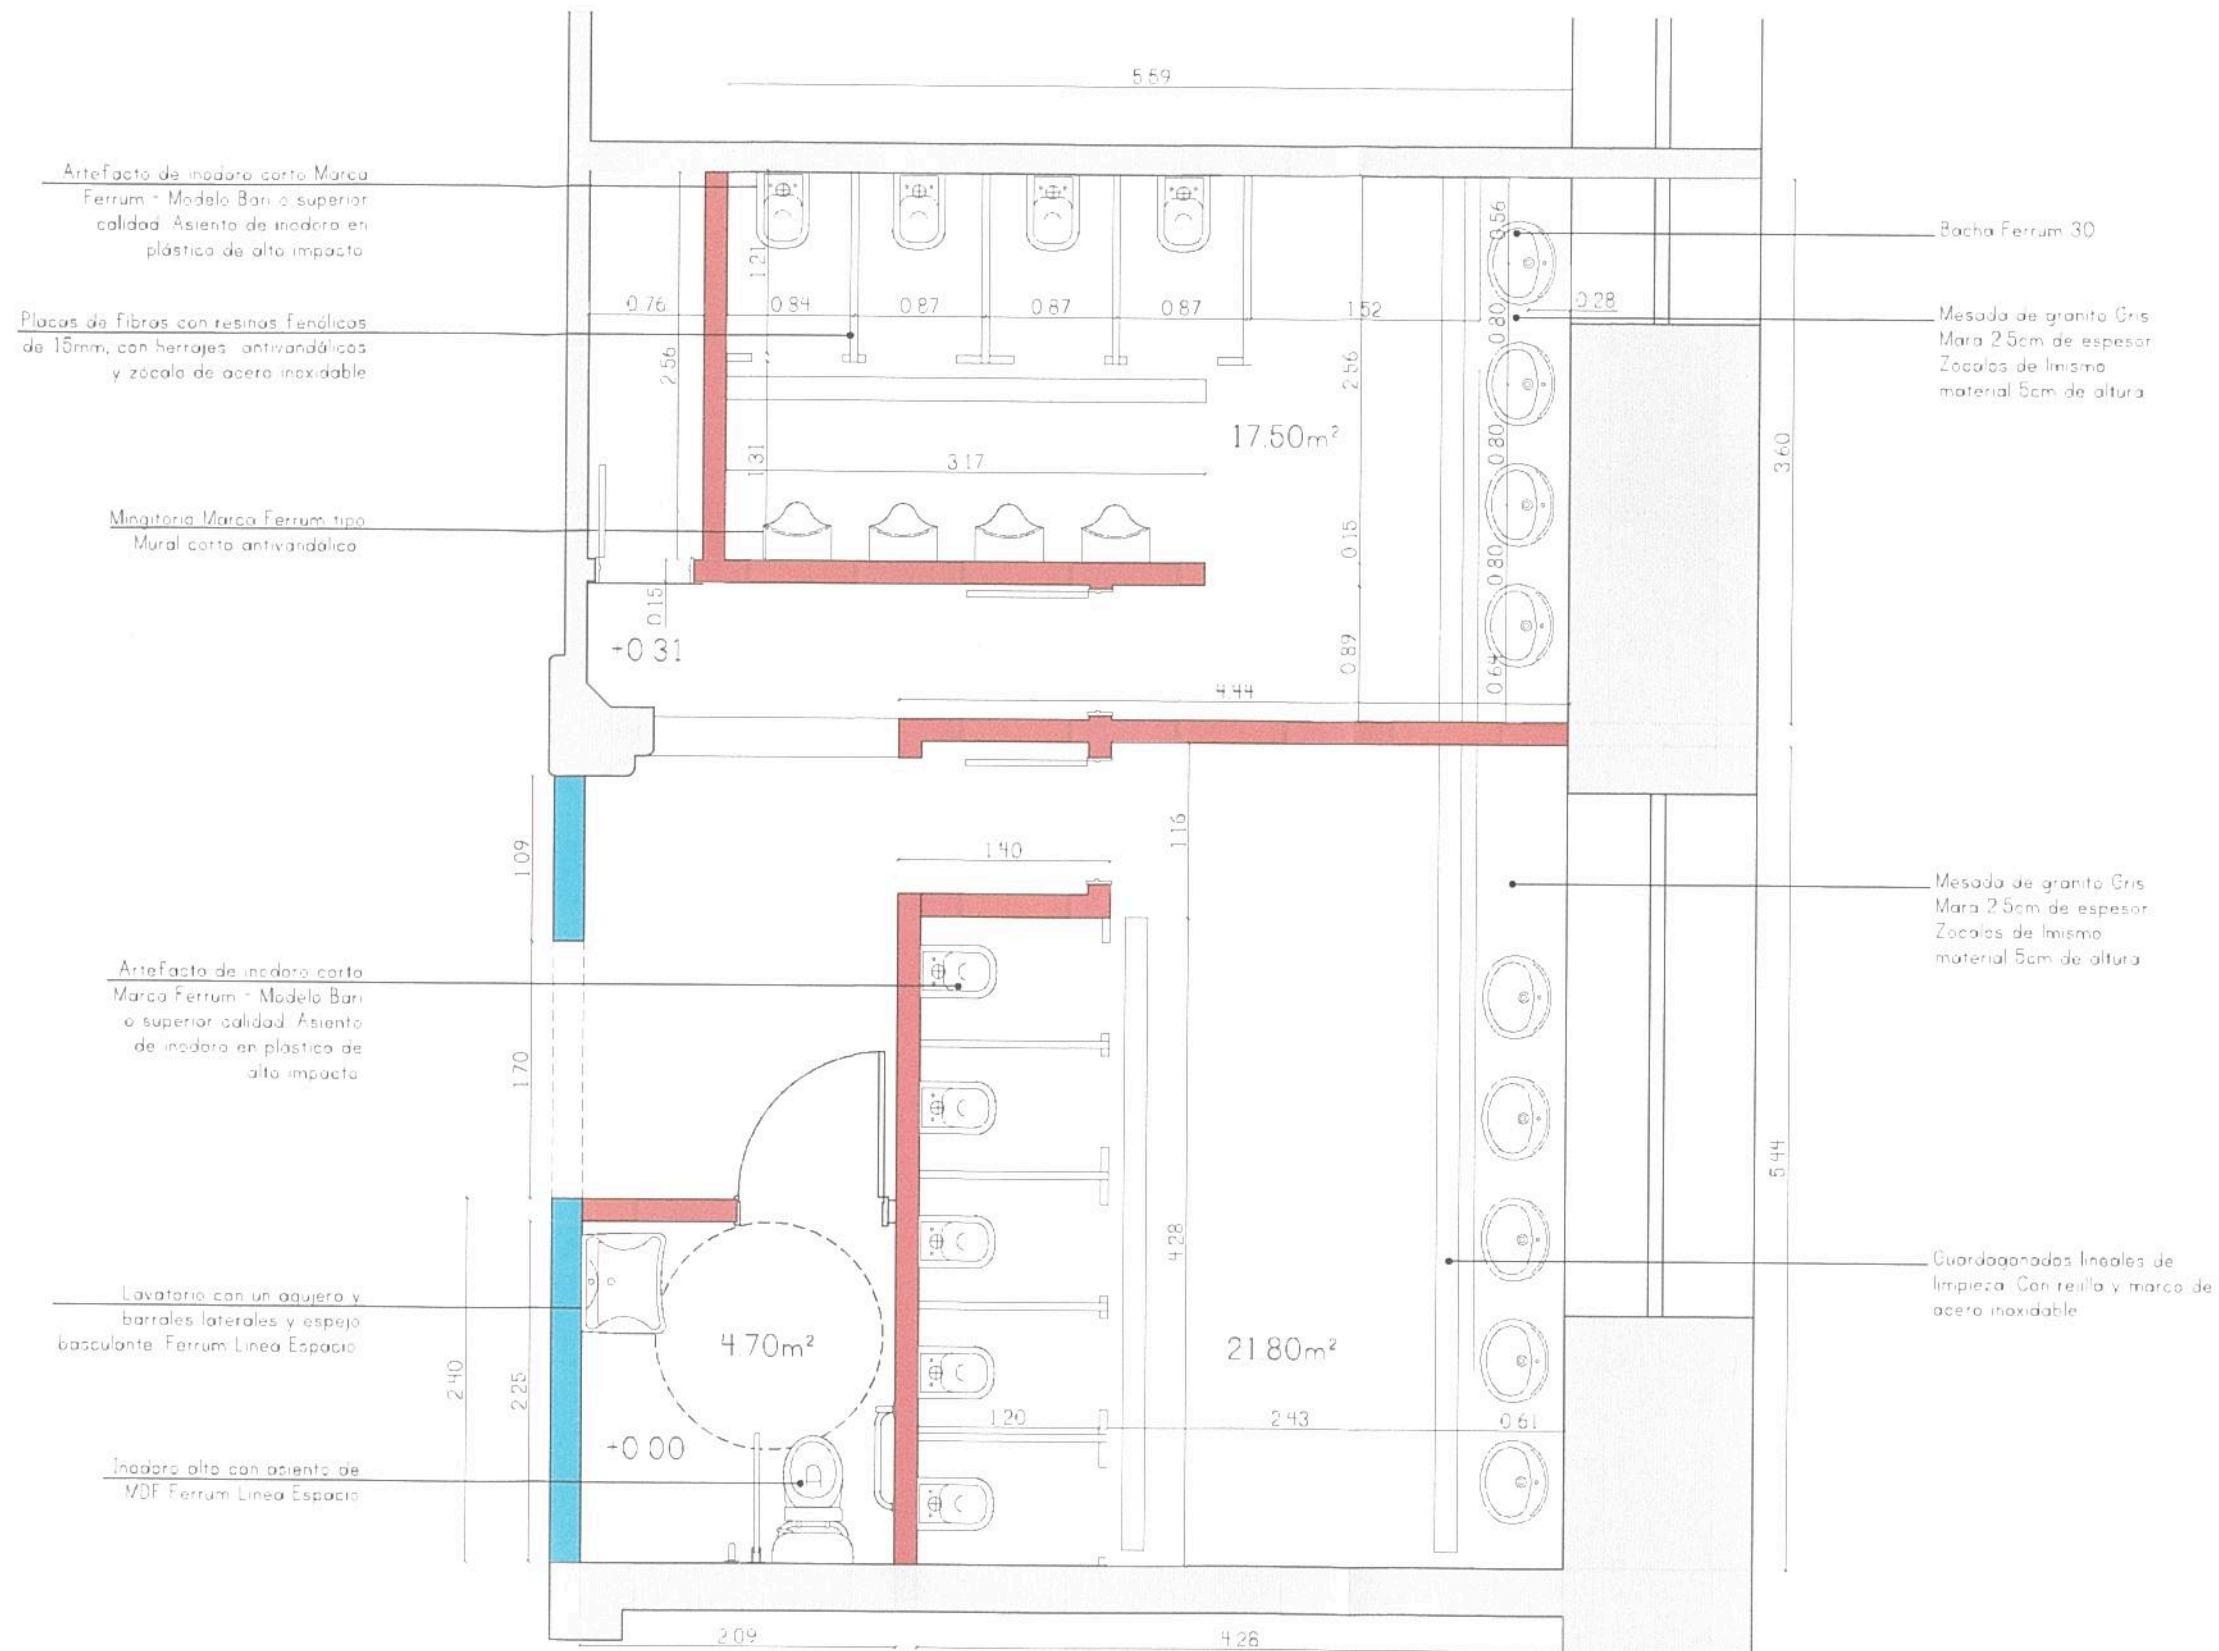 5.59
Artefacto de inodoro corto Marca
Ferrum - Modelo Bari o superior
calidad. Asiento de inodoro en
plástico de alto impacto
Placas de fibras con resinas fenólicas
de 15mm, con herrajes antivandálicos
y zócalo de acero inoxidable
Mingitorio Marca Ferrum tipo
Mural corto antivandálico
Bacha Ferrum 3D
Mesada de granito Gris
Mara 2.5cm de espesor
Zocalos de lmismo
material 5cm de altura
0.76
2.56
1.21
0.84
0.87
0.87
0.87
1.52
0.56
0.28
0.80
2.56
17.50m²
0.80
1.31
3.17
3.60
0.15
0.80
0.15
+0.31
0.89
0.64
4.44
1.09
1.40
1.16
Mesada de granito Gris
Mara 2.5cm de espesor
Zocalos de lmismo
material 5cm de altura
Artefacto de inodoro corto
Marca Ferrum - Modelo Bari
o superior calidad. Asiento
de inodoro en plastico de
alto impacto
1.70
5.44
4.28
Guardaganados lineales de
limpieza. Con rejilla y marco de
acero inoxidable
Lavatorio con un agujero y
barrales laterales y espejo
basculante Ferrum Linea Espacio
4.70m²
21.80m²
2.40
2.25
1.20
2.43
0.61
+0.00
Inodoro alto con asiento de
MDF Ferrum Linea Espacio
2.09
4.28